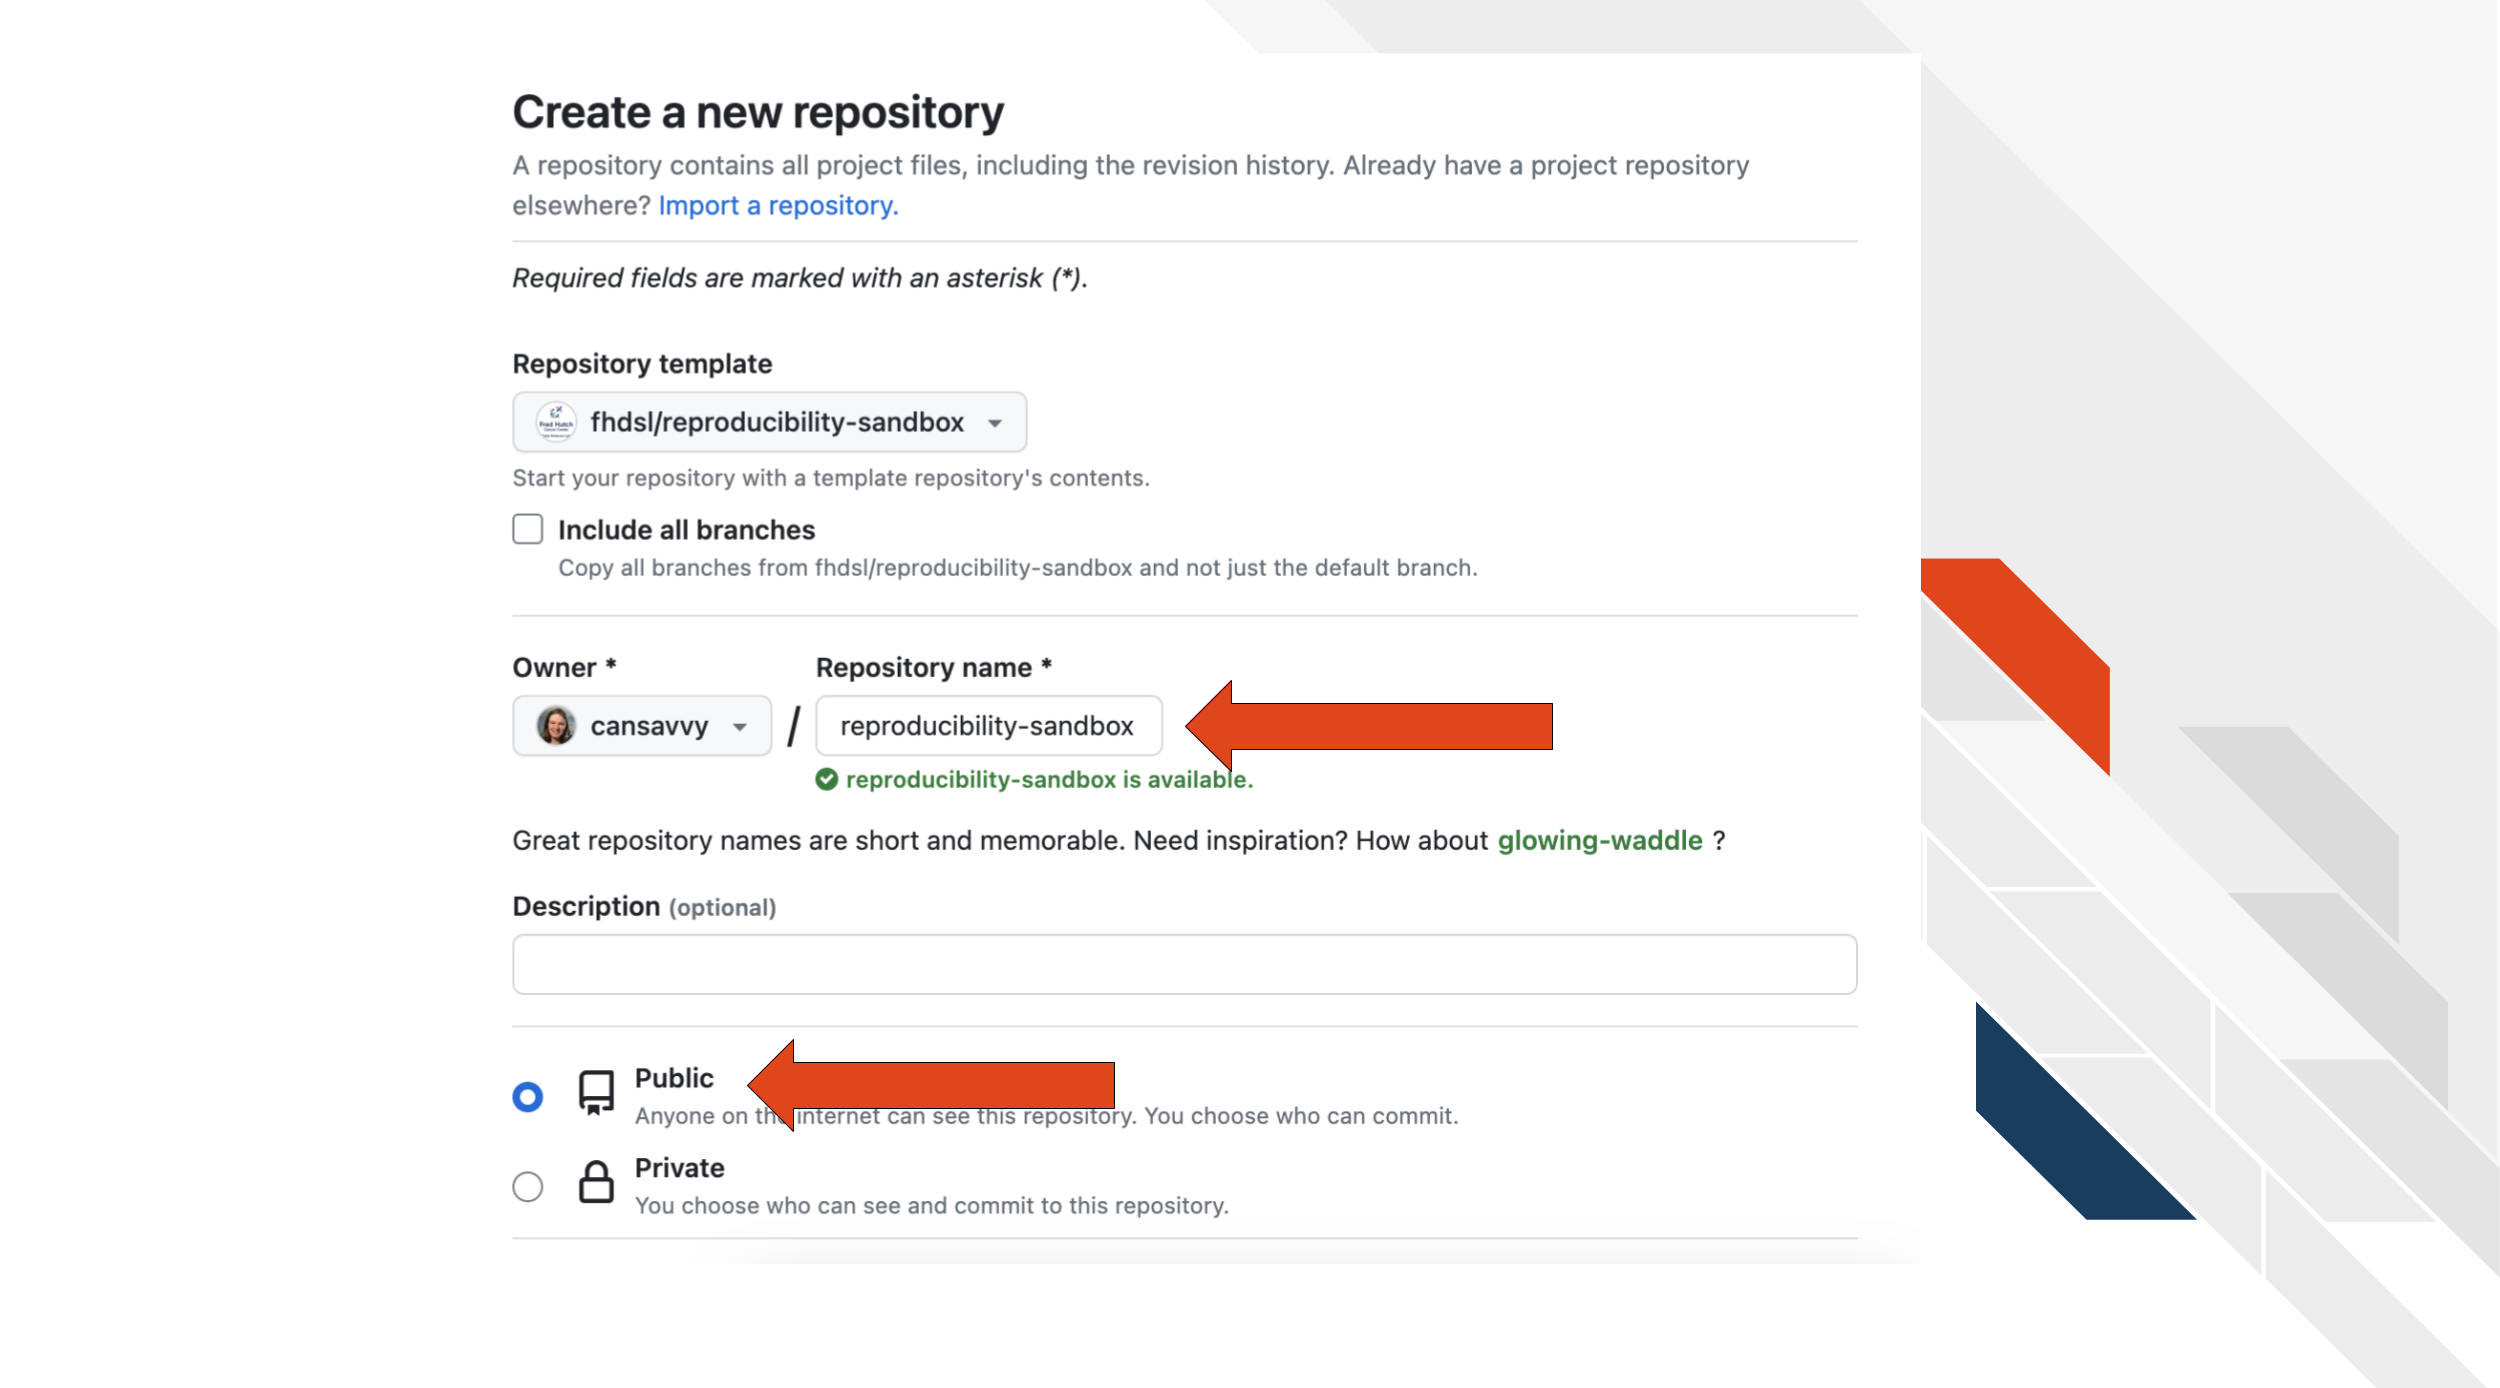 Create a new repository
A repository contains all project files, including the revision history. Already have a project repository
elsewhere? Import a repository.
Required fields are marked with an asterisk (*).
Repository template
Fred Hutch
fhdsl/reproducibility-sandbox
Start your repository with a template repository's contents.
Include all branches
Copy all branches from fhdsl/reproducibility-sandbox and not just the default branch.
Owner * Repository name *
cansavvy / reproducibility-sandbox
reproducibility-sandbox is available.
Great repository names are short and memorable. Need inspiration? How about glowing-waddle ?
Description (optional)
Public
Anyone on the internet can see this repository. You choose who can commit.
Private
You choose who can see and commit to this repository.